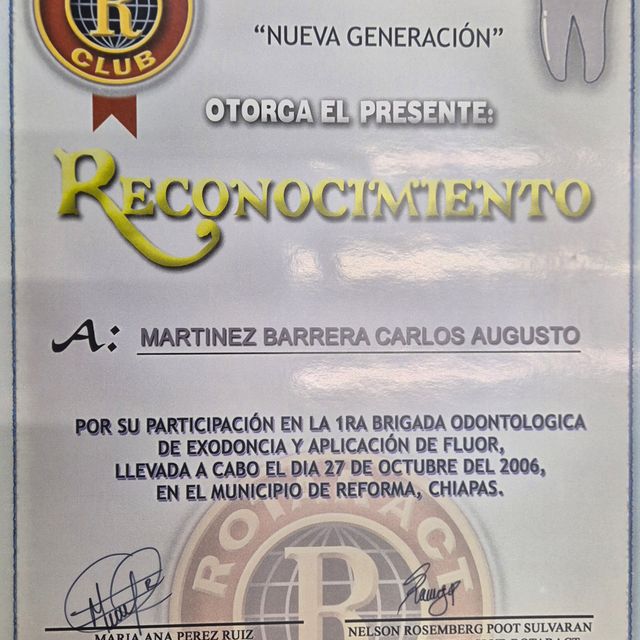 R
CLUB
“NUEVA GENERACIÓN”
OTORGA EL PRESENTE:
RECONOCIMIENTO
A: MARTINEZ BARRERA CARLOS AUGUSTO
POR SU PARTICIPACIÓN EN LA 1RA BRIGADA ODONTOLOGICA
DE EXODONCIA Y APLICACIÓN DE FLUOR,
LLEVADA A CABO EL DIA 27 DE OCTUBRE DEL 2006,
EN EL MUNICIPIO DE REFORMA, CHIAPAS.
ROTARACT
R
MARIA ANA PEREZ RUIZ
NELSON ROSEMBERG POOT SULVARAN